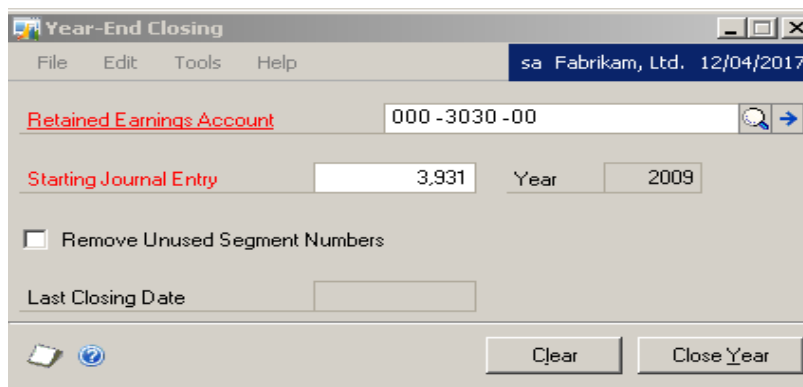 Year-End Closing
File Edit Tools Help sa Fabrikam, Ltd. 12/04/2017
Retained Earnings Account 000 -3030 -00
Starting Journal Entry 3,931 Year 2009
Remove Unused Segment Numbers
Last Closing Date
Clear Close Year